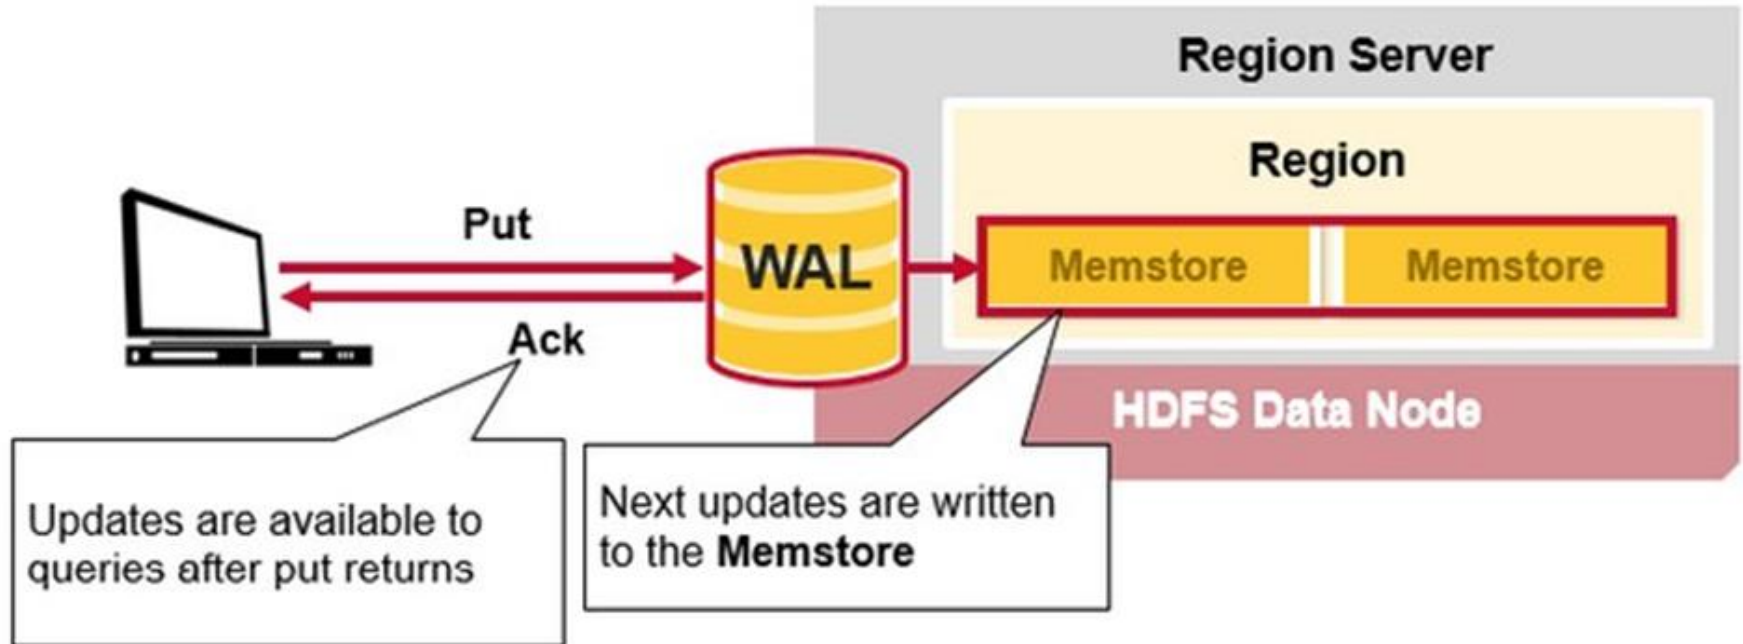 Region Server
Region
Put
WAL
Memstore
Memstore
Ack
HDFS Data Node
Updates are available to
queries after put returns
Next updates are written
to the Memstore